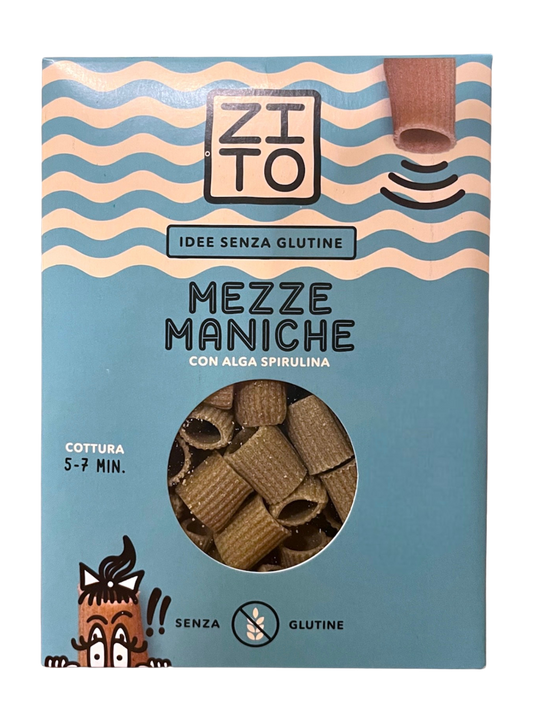 ZI
TO
IDEE SENZA GLUTINE
MEZZE
MANICHE
CON ALGA SPIRULINA
COTTURA
5-7 MIN.
!!
SENZA GLUTINE